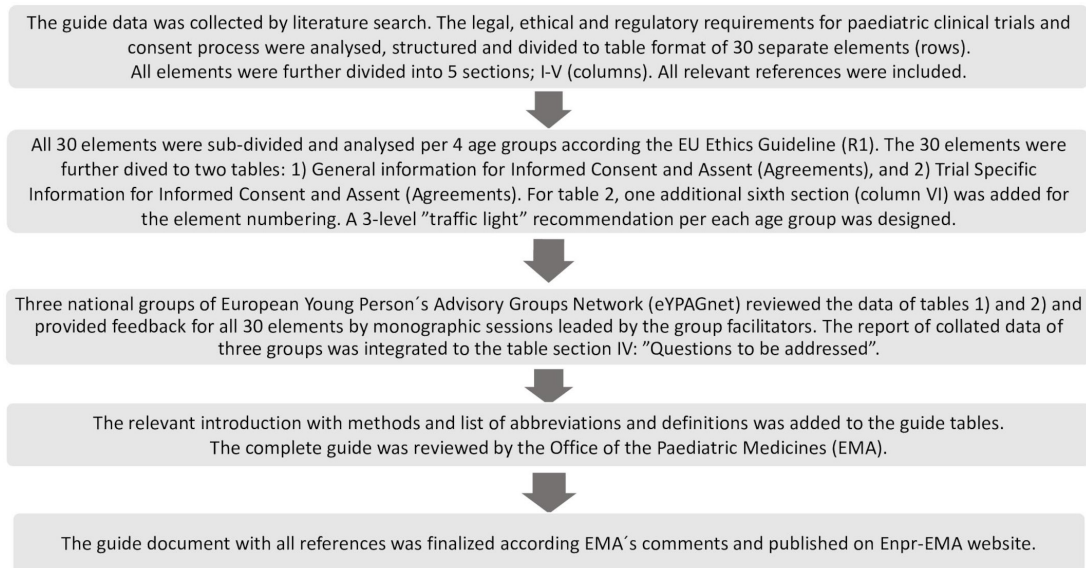 The guide data was collected by literature search. The legal, ethical and regulatory requirements for paediatric clinical trials and
consent process were analysed, structured and divided to table format of 30 separate elements (rows).
All elements were further divided into 5 sections; I-V (columns). All relevant references were included.
All 30 elements were sub-divided and analysed per 4 age groups according the EU Ethics Guideline (R1). The 30 elements were
further dived to two tables: 1) General information for Informed Consent and Assent (Agreements), and 2) Trial Specific
Information for Informed Consent and Assent (Agreements). For table 2, one additional sixth section (column VI) was added for
the element numbering. A 3-level ”traffic light” recommendation per each age group was designed.
Three national groups of European Young Person´s Advisory Groups Network (eYPAGnet) reviewed the data of tables 1) and 2) and
provided feedback for all 30 elements by monographic sessions leaded by the group facilitators. The report of collated data of
three groups was integrated to the table section IV: ”Questions to be addressed”.
The relevant introduction with methods and list of abbreviations and definitions was added to the guide tables.
The complete guide was reviewed by the Office of the Paediatric Medicines (EMA).
The guide document with all references was finalized according EMA´s comments and published on Enpr-EMA website.